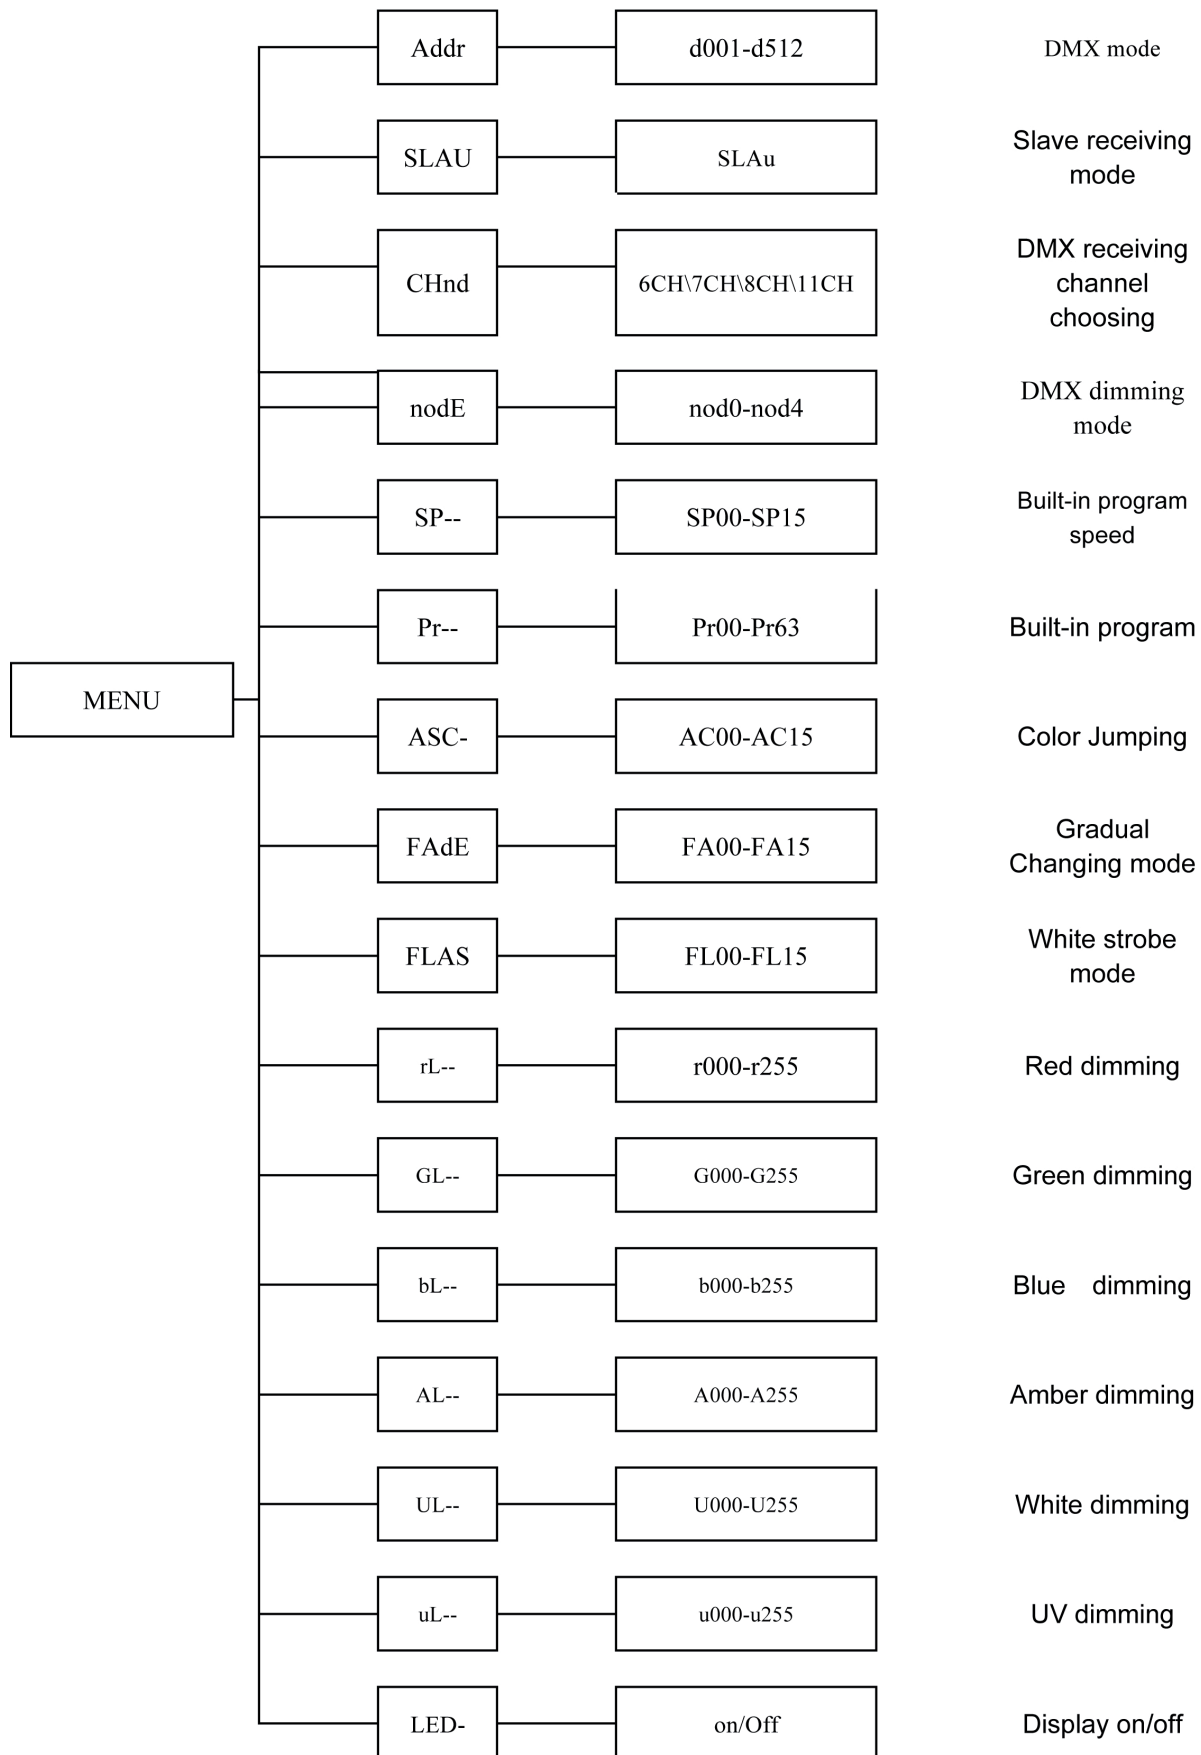 Addr d001-d512 DMX mode
SLAU SLAu Slave receiving
mode
CHnd 6CH\7CH\8CH\11CH DMX receiving
channel
choosing
nodE nod0-nod4 DMX dimming
mode
SP-- SP00-SP15 Built-in program
speed
Pr-- Pr00-Pr63 Built-in program
MENU
ASC- AC00-AC15 Color Jumping
FAdE FA00-FA15 Gradual
Changing mode
FLAS FL00-FL15 White strobe
mode
rL-- r000-r255 Red dimming
GL-- G000-G255 Green dimming
bL-- b000-b255 Blue dimming
AL-- A000-A255 Amber dimming
UL-- U000-U255 White dimming
uL-- u000-u255 UV dimming
LED- on/Off Display on/off